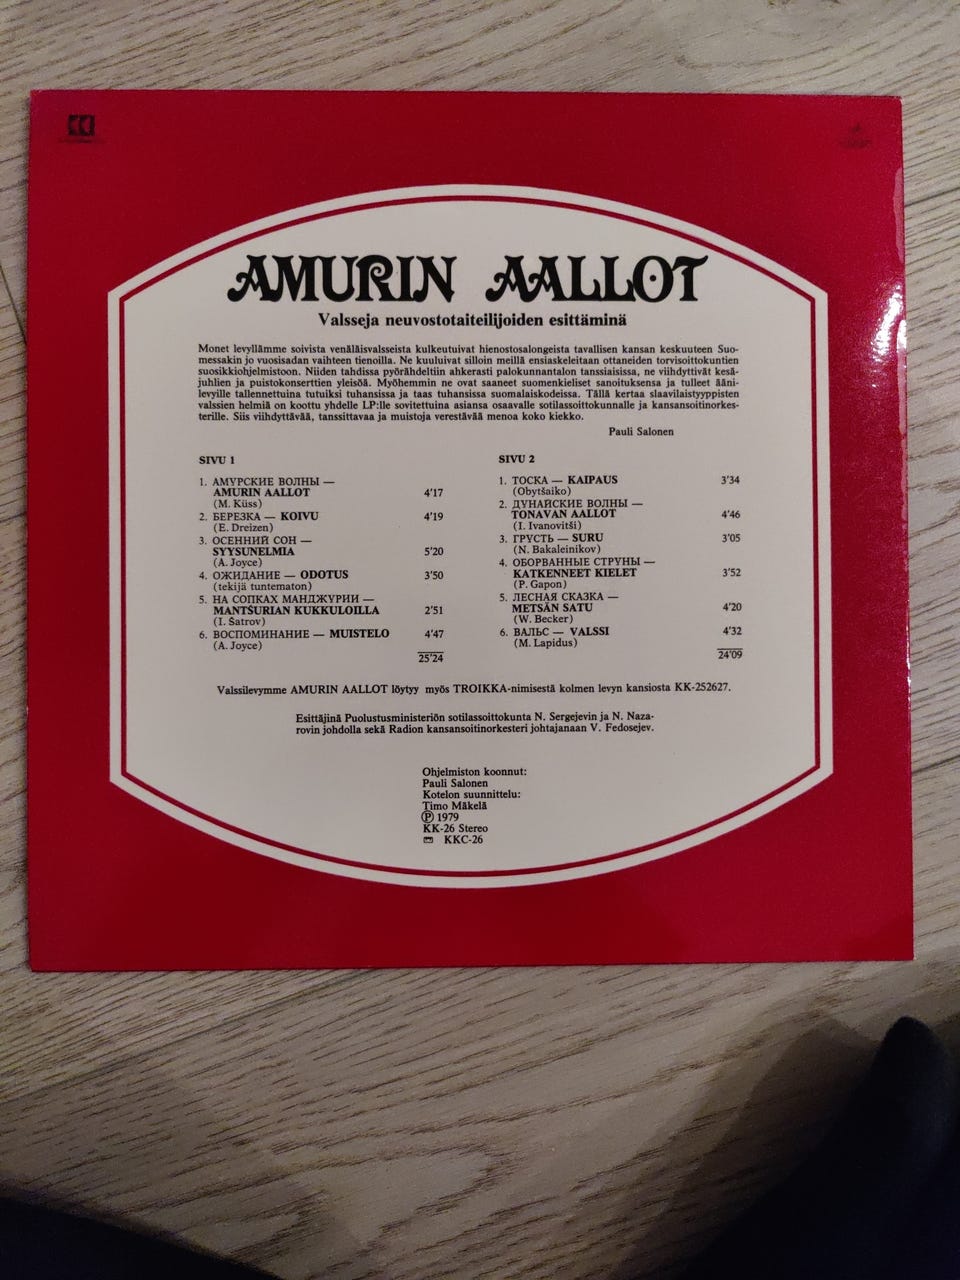 AMURIN AALLOT
Valsseja neuvostotaiteilijoiden esittäminä
Monet levyllämme soivista venäläisvalsseista kulkeutuivat hienostosalongeista tavallisen kansan keskuuteen Suo-
messakin jo vuosisadan vaihteen tienoilla. Ne kuuluivat silloin meillä ensiaskeleitaan ottaneiden torvisoittokuntien
suosikkiohjelmistoon. Niiden tahdissa pyörähdeltiin ahkerasti palokunnantalon tanssiaisissa, ne viihdyttivät kesä-
juhlien ja puistokonserttien yleisöä. Myöhemmin ne ovat saaneet suomenkieliset sanoituksensa ja tulleet ääni-
levyille tallennettuina tutuiksi tuhansissa ja taas tuhansissa suomalaiskodeissa. Tällä kertaa slaavilaistyyppisten
valssien helmiä on koottu yhdelle LP:lle sovitettuina asiansa osaavalle sotilassoittokunnalle ja kansansoitinorkes-
terille. Siis viihdyttävää, tanssittavaa ja muistoja verestävää menoa koko kiekko.
Pauli Salonen
SIVU 1
1. АМУРСКИЕ ВОЛНЫ —
AMURIN AALLOT 4'17
(M. Küss)
2. БЕРЕЗКА — KOIVU 4'19
(E. Dreizen)
3. ОСЕННИЙ СОН —
SYYSUNELMIA 5'20
(A. Joyce)
4. ОЖИДАНИЕ — ODOTUS 3'50
(tekijä tuntematon)
5. НА СОПКАХ МАНДЖУРИИ —
MANTŠURIAN KUKKULOILLA 2'51
(I. Šatrov)
6. ВОСПОМИНАНИЕ — MUISTELO 4'47
(A. Joyce)
25'24
SIVU 2
1. ТОСКА — KAIPAUS 3'34
(Obytšaiko)
2. ДУНАЙСКИЕ ВОЛНЫ —
TONAVAN AALLOT 4'46
(I. Ivanovitši)
3. ГРУСТЬ — SURU 3'05
(N. Bakaleinikov)
4. ОБОРВАННЫЕ СТРУНЫ —
KATKENNEET KIELET 3'52
(P. Gapon)
5. ЛЕСНАЯ СКАЗКА —
METSÄN SATU 4'20
(W. Becker)
6. ВАЛЬС — VALSSI 4'32
(M. Lapidus)
24'09
Valssilevymme AMURIN AALLOT löytyy myös TROIKKA-nimisestä kolmen levyn kansiosta KK-252627.
Esittäjinä Puolustusministeriön sotilassoittokunta N. Sergejevin ja N. Naza-
rovin johdolla sekä Radion kansansoitinorkesteri johtajanaan V. Fedosejev.
Ohjelmiston koonnut:
Pauli Salonen
Kotelon suunnittelu:
Timo Mäkelä
Ⓟ 1979
KK-26 Stereo
KKC-26